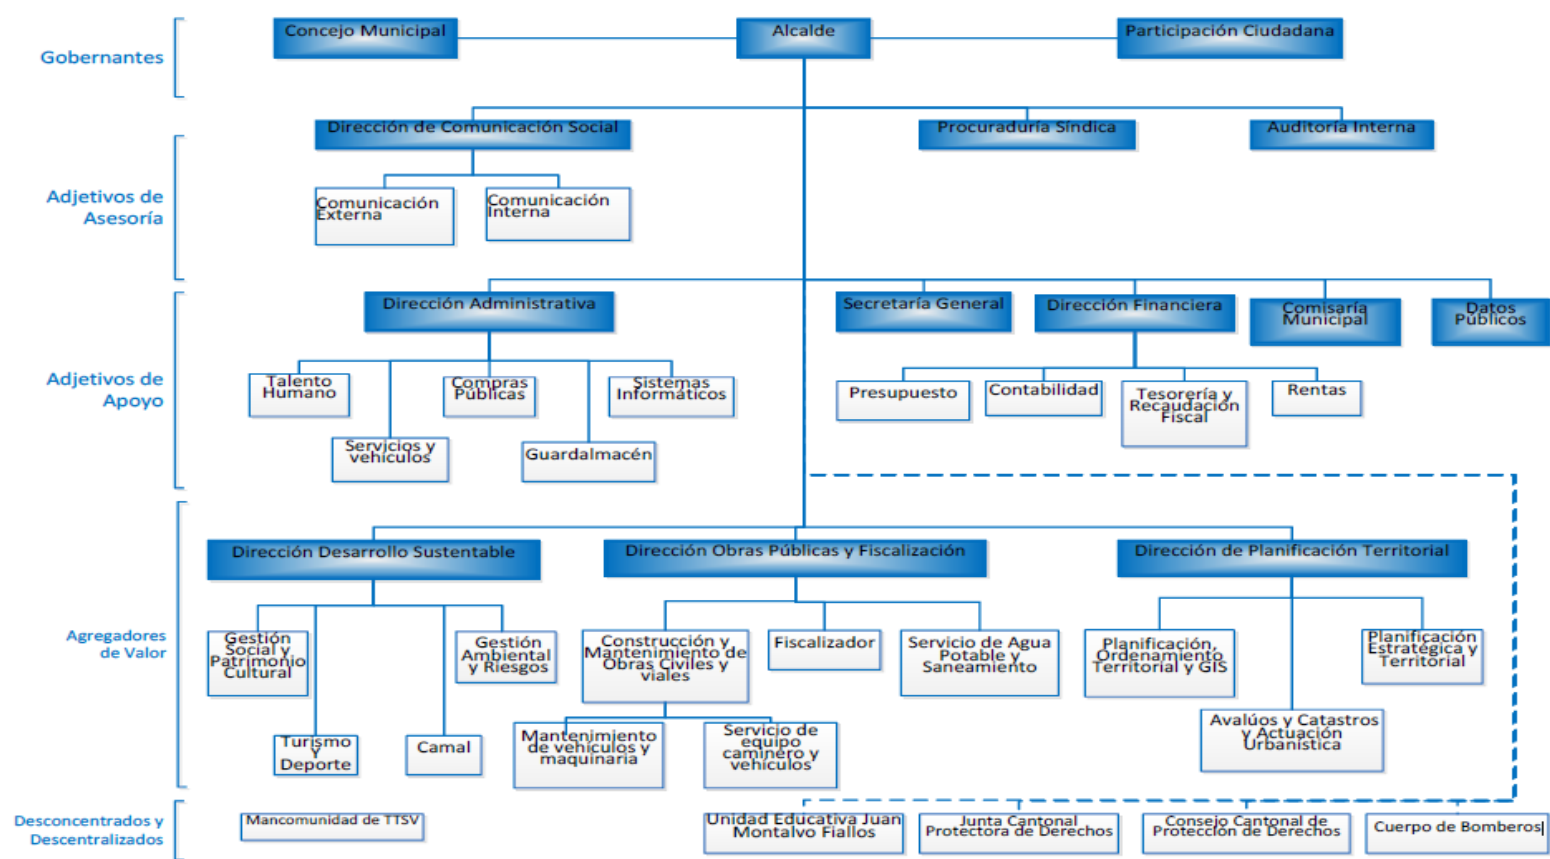 Gobernantes
Concejo Municipal
Alcalde
Participación Ciudadana
Adjetivos de
Asesoría
Dirección de Comunicación Social
Procuraduría Síndica
Auditoría Interna
Comunicación
Externa
Comunicación
Interna
Adjetivos de
Apoyo
Dirección Administrativa
Secretaría General
Dirección Financiera
Comisaría
Municipal
Datos
Públicos
Talento
Humano
Compras
Públicas
Sistemas
Informáticos
Servicios y
vehículos
Guardalmacén
Presupuesto
Contabilidad
Tesorería y
Recaudación
Fiscal
Rentas
Agregadores
de Valor
Dirección Desarrollo Sustentable
Dirección Obras Públicas y Fiscalización
Dirección de Planificación Territorial
Gestión
Social y
Patrimonio
Cultural
Gestión
Ambiental
y Riesgos
Turismo
y
Deporte
Camal
Construcción y
Mantenimiento de
Obras Civiles y
viales
Fiscalizador
Servicio de Agua
Potable y
Saneamiento
Mantenimiento
de vehículos y
maquinaria
Servicio de
equipo
caminero y
vehículos
Planificación,
Ordenamiento
Territorial y GIS
Planificación
Estratégica y
Territorial
Avalúos y Catastros
y Actuación
Urbanística
Desconcentrados y
Descentralizados
Mancomunidad de TTSV
Unidad Educativa Juan
Montalvo Fiallos
Junta Cantonal
Protectora de Derechos
Consejo Cantonal de
Protección de Derechos
Cuerpo de Bomberos